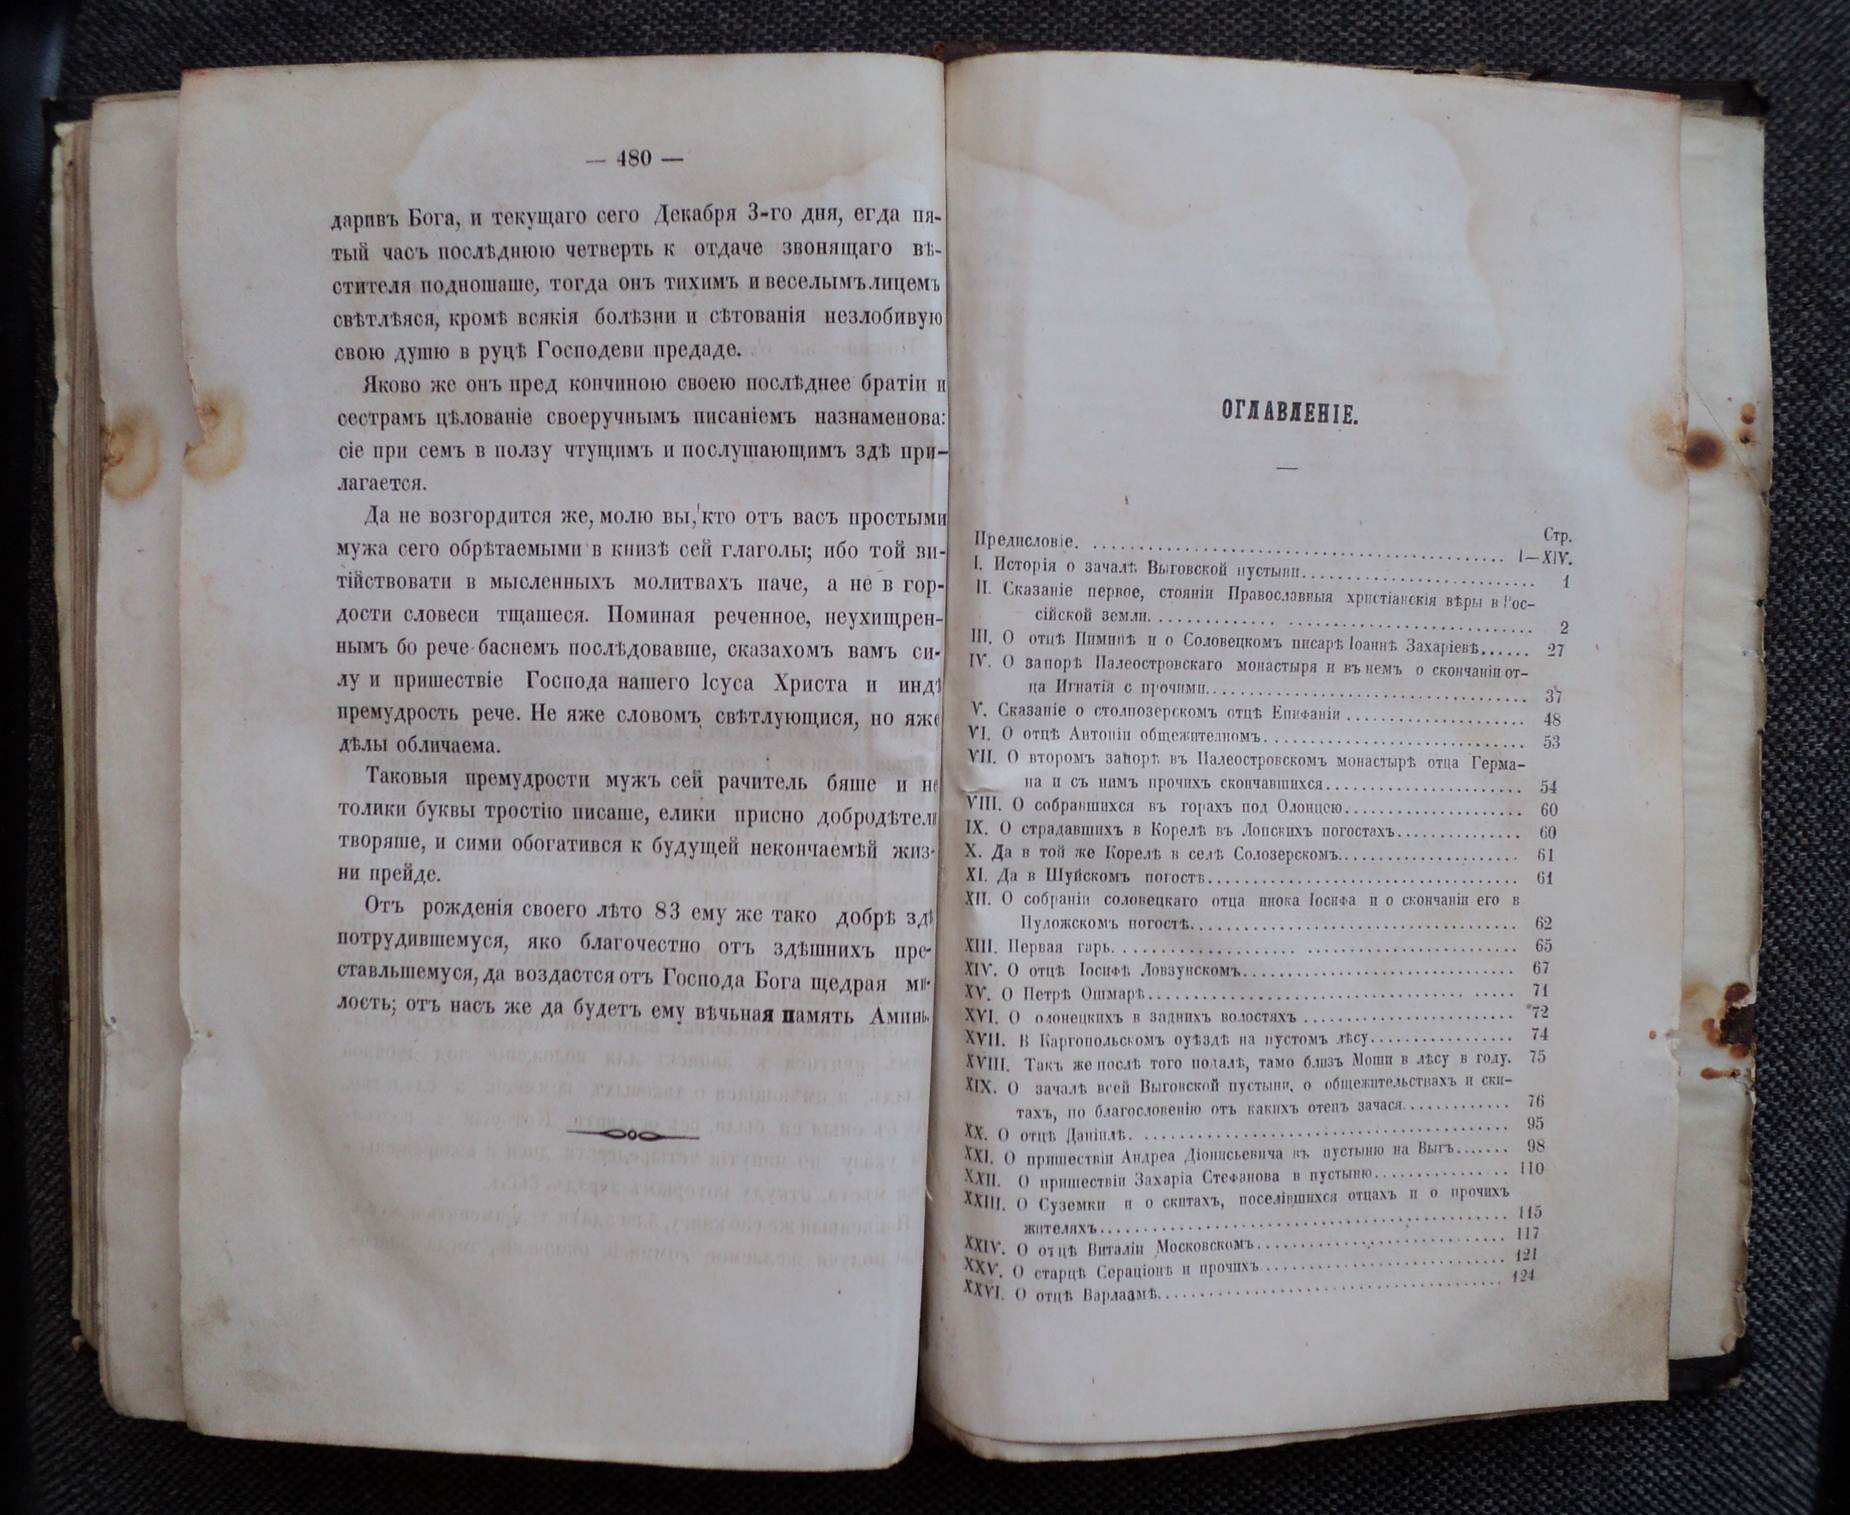 — 480 —
даривъ Бога, и текущаго сего Декабря 3-го дня, егда пя-
тый часъ послѣднюю четверть к отдаче звонящаго вѣ-
стителя подношаше, тогда онъ тихимъ и веселымъ лицемъ
свѣтлѣяся, кромѣ всякія болѣзни и сѣтованія незлобивую
свою душю в руцѣ Господеви предаде.
Яково же онъ пред кончиною своею послѣднее братіи и
сестрамъ цѣлованіе своеручнымъ писаніемъ назнаменова:
сіе при семъ в ползу чтущимъ и послушающимъ здѣ при-
лагается.
Да не возгордится же, молю вы, кто отъ васъ простыми
мужа сего обрѣтаемыми в книзѣ сей глаголы; ибо той ви-
тійствовати в мысленныхъ молитвахъ паче, а не в гор-
дости словеси тщашеся. Поминая реченное, неухищрен-
нымъ бо рече баснемъ послѣдовавше, сказахомъ вамъ си-
лу и пришествіе Господа нашего Ісуса Христа и индѣ
премудрость рече. Не яже словомъ свѣтлующися, но яже
дѣлы обличаема.
Таковыя премудрости мужъ сей рачитель бяше и не
толики буквы тростію писаше, елики присно добродѣтели
творяше, и сими обогатився к будущей некончаемѣй жиз-
ни прейде.
Отъ рожденія своего лѣто 83 ему же тако добрѣ здѣ
потрудившемуся, яко благочестно отъ здѣшнихъ пре-
ставльшемуся, да воздастся отъ Господа Бога щедрая ми-
лость; отъ насъ же да будетъ ему вѣчьная память Аминь.
ОГЛАВЛЕНІЕ.
Стр.
Предисловіе. I—XIV.
I. Исторія о зачалѣ Выговской пустыни 1
II. Сказаніе первое, стояніи Православныя христіанскія вѣры в Рос-
сійской земли. 2
III. О отцѣ Пиминѣ и о Соловецкомъ писарѣ Іоаннѣ Захаріевѣ 27
IV. О запорѣ Палеостровскаго монастыря и въ немъ о скончаніи от-
ца Игнатія с прочими. 37
V. Сказаніе о столпозерскомъ отцѣ Епифаніи 48
VI. О отцѣ Антоніи общежителномъ. 53
VII. О второмъ запорѣ въ Палеостровскомъ монастырѣ отца Герма-
на и съ нимъ прочихъ скончавшихся 54
VIII. О собравшихся въ горахъ под Олонцею 60
IX. О страдавшихъ в Корелѣ въ Лопскихъ погостахъ 60
X. Да в той же Корелѣ в селѣ Солозерскомъ. 61
XI. Да в Шуйскомъ погостѣ. 61
XII. О собраніи соловецкаго отца инока Іосифа и о скончаніи его в
Пуложскомъ погостѣ. 62
XIII. Первая гарь. 65
XIV. О отцѣ Іосифѣ Ловзунскомъ. 67
XV. О Петрѣ Ошмарѣ 71
XVI. О олонецкихъ в заднихъ волостяхъ 72
XVII. В Каргопольскомъ оуѣздѣ на пустомъ лѣсу 74
XVIII. Такъ же послѣ того подалѣ, тамо близъ Моши в лѣсу в году. 75
XIX. О зачалѣ всей Выговской пустыни, о общежительствахъ и ски-
тахъ, по благословенію отъ какихъ отецъ зачася. 76
XX. О отцѣ Даніилѣ. 95
XXI. О пришествіи Андреа Діонисьевича въ пустыню на Выгъ 98
XXII. О пришествіи Захаріа Стефанова в пустыню 110
XXIII. О Суземки и о скитахъ, поселівшихся отцахъ и о прочихъ
жителяхъ 115
XXIV. О отцѣ Виталіи Московскомъ. 117
XXV. О старцѣ Серапіонѣ и прочихъ 121
XXVI. О отцѣ Варлаамѣ. 124